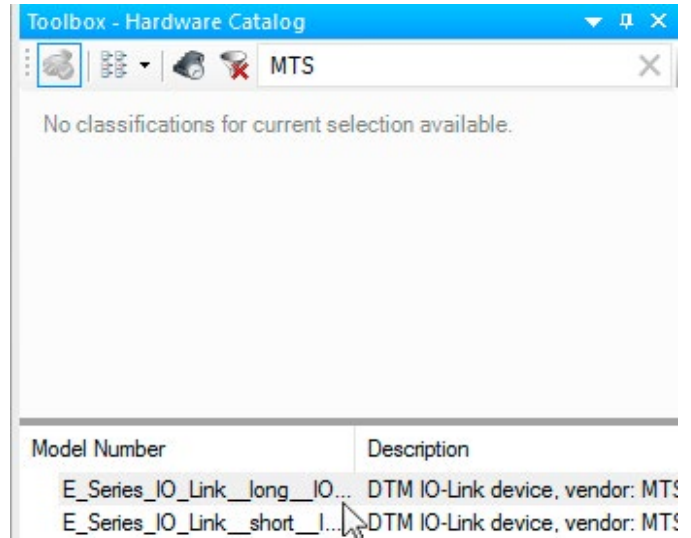 Toolbox - Hardware Catalog
MTS
No classifications for current selection available.
Model Number Description
E_Series_IO_Link__long__IO... DTM IO-Link device, vendor: MTS
E_Series_IO_Link__short__I... DTM IO-Link device, vendor: MTS